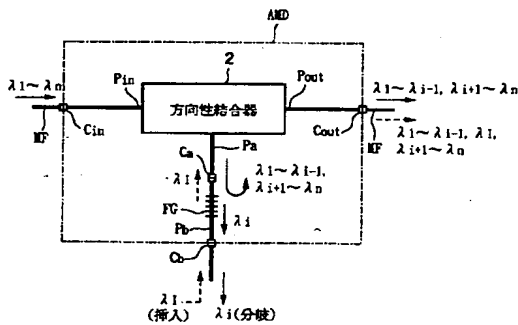 AMD
λ1～λn
Pin
2
Pout
λ1～λi-1, λi+1～λn
方向性結合器
MF
Cin
Cout
MF
Pa
λ1～λi-1, λI,
λi+1～λn
Ca
λI
λ1～λi-1,
λi+1～λn
FG
λi
Pb
Cb
λI
(挿入)
λi(分岐)